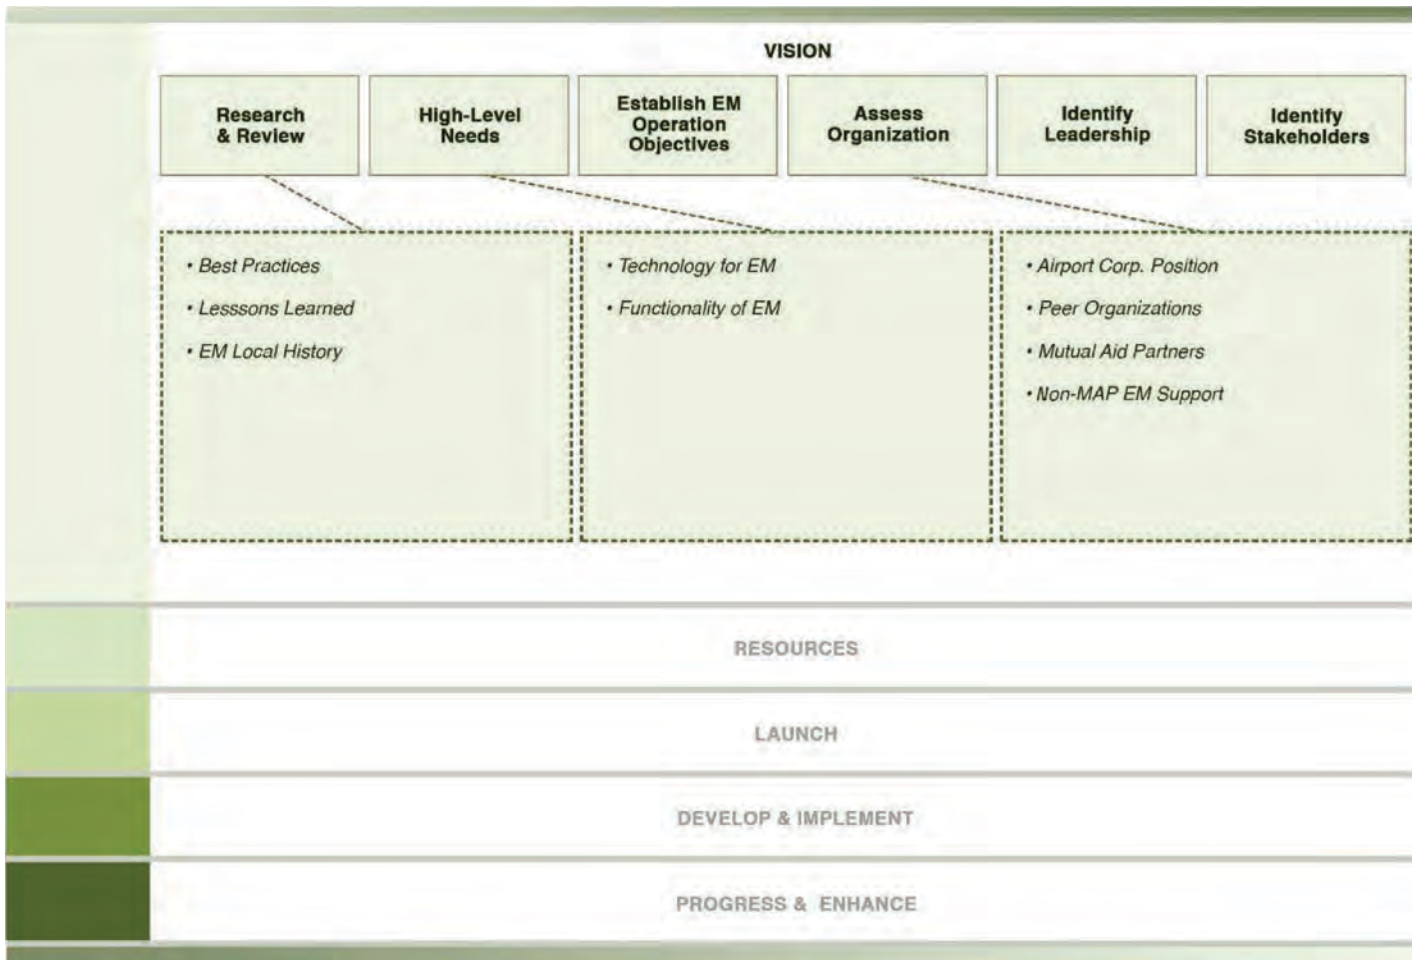 VISION
Research
& Review
High-Level
Needs
Establish EM
Operation
Objectives
Assess
Organization
Identify
Leadership
Identify
Stakeholders
• Best Practices
• Lesssons Learned
• EM Local History
• Technology for EM
• Functionality of EM
• Airport Corp. Position
• Peer Organizations
• Mutual Aid Partners
• Non-MAP EM Support
RESOURCES
LAUNCH
DEVELOP & IMPLEMENT
PROGRESS & ENHANCE